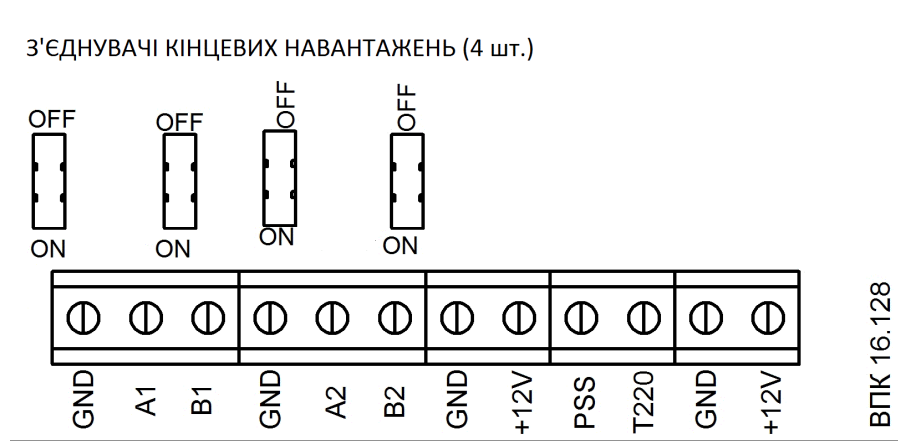 З'ЄДНУВАЧІ КІНЦЕВИХ НАВАНТАЖЕНЬ (4 шт.)
OFF OFF OFF OFF
ON ON ON ON
GND A1 B1 GND A2 B2 GND +12V PSS T220 GND +12V
ВПК 16.128